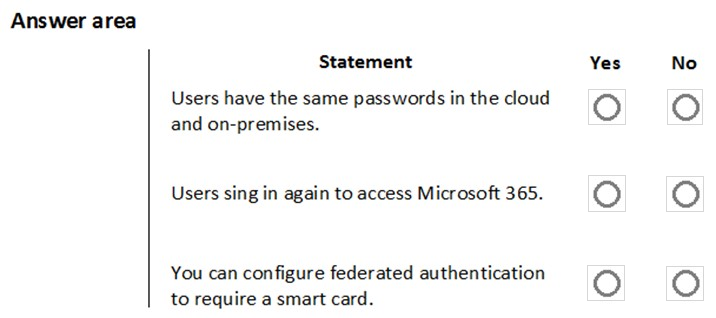 Answer area
Statement Yes No
Users have the same passwords in the cloud
and on-premises.
Users sing in again to access Microsoft 365.
You can configure federated authentication
to require a smart card.